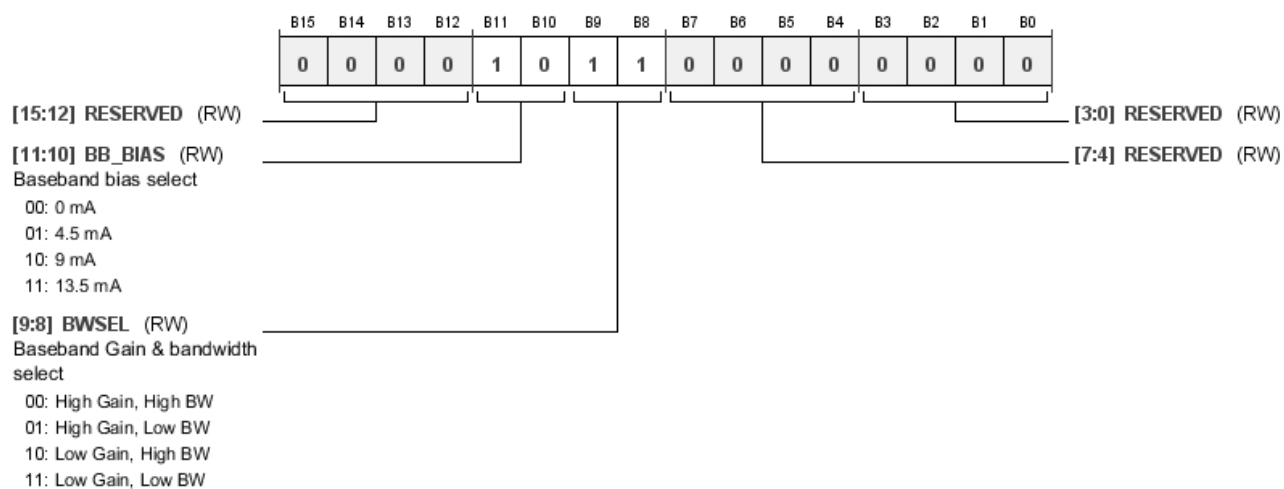 B15 B14 B13 B12 B11 B10 B9 B8 B7 B6 B5 B4 B3 B2 B1 B0
0 0 0 0 1 0 1 1 0 0 0 0 0 0 0 0
[15:12] RESERVED (RW)
[3:0] RESERVED (RW)
[11:10] BB_BIAS (RW)
[7:4] RESERVED (RW)
Baseband bias select
00: 0 mA
01: 4.5 mA
10: 9 mA
11: 13.5 mA
[9:8] BWSEL (RW)
Baseband Gain & bandwidth
select
00: High Gain, High BW
01: High Gain, Low BW
10: Low Gain, High BW
11: Low Gain, Low BW